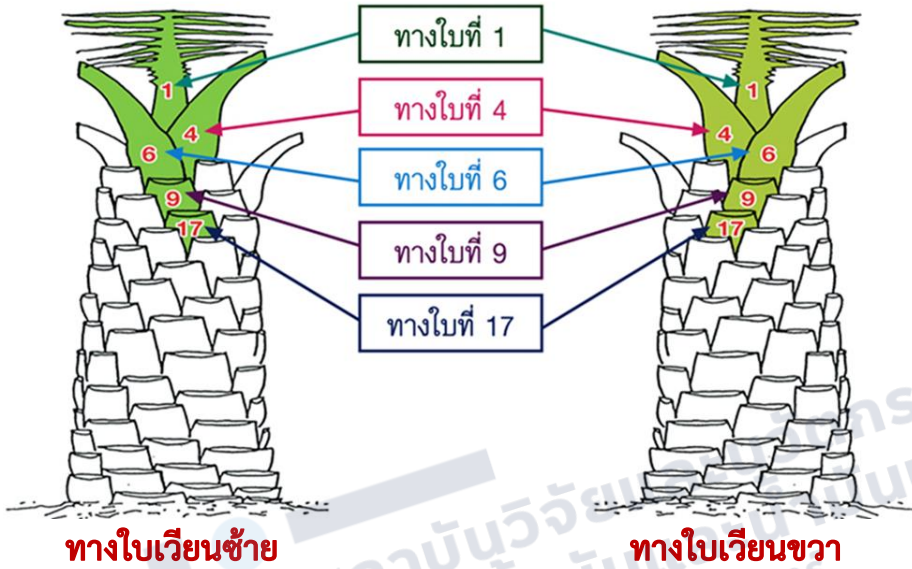 ทางใบที่ 1
ทางใบที่ 4
ทางใบที่ 6
ทางใบที่ 9
ทางใบที่ 17
1
4
6
9
17
1
4
6
9
17
ทางใบเวียนซ้าย
ทางใบเวียนขวา